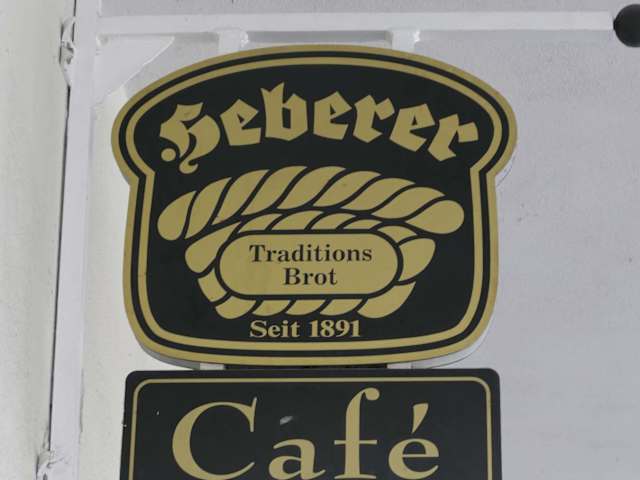 Heberer
Traditions
Brot
Seit 1891
Café